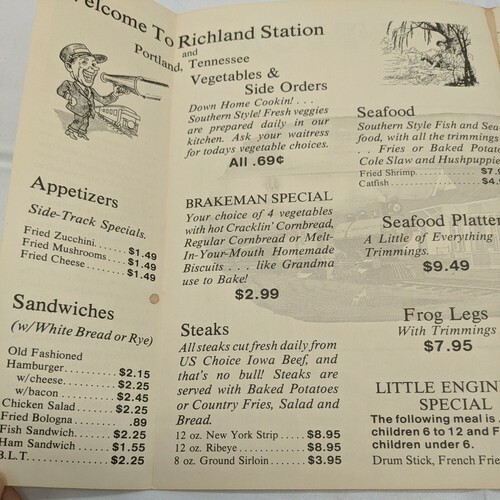 Welcome To Richland Station
and
Portland, Tennessee
Appetizers
Side-Track Specials.
Fried Zucchini.....$1.49
Fried Mushrooms....$1.49
Fried Cheese.......$1.49
Sandwiches
(w/White Bread or Rye)
Old Fashioned
Hamburger..........$2.15
w/cheese.........$2.25
w/bacon..........$2.45
Chicken Salad......$2.25
Fried Bologna.......89
Fish Sandwich......$2.25
Ham Sandwich.......$1.55
B.L.T..............$2.25
Vegetables &
Side Orders
Down Home Cookin! . . .
Southern Style! Fresh veggies
are prepared daily in our
kitchen. Ask your waitress
for todays vegetable choices.
All .69¢
BRAKEMAN SPECIAL
Your choice of 4 vegetables
with hot Cracklin' Cornbread,
Regular Cornbread or Melt-
In-Your-Mouth Homemade
Biscuits . . . like Grandma
use to Bake!
$2.99
Steaks
All steaks cut fresh daily from
US Choice Iowa Beef, and
that's no bull! Steaks are
served with Baked Potatoes
or Country Fries, Salad and
Bread.
12 oz. New York Strip.....$8.95
12 oz. Ribeye.............$8.95
8 oz. Ground Sirloin......$3.95
Seafood
Southern Style Fish and Sea
food, with all the trimmings
. . Fries or Baked
Cole Slaw and Hushpuppie
Fried Shrimp.........$7.
Catfish..............$4.
Seafood Platter
A Little of Everything
Trimmings.
$9.49
Frog Legs
With Trimmings
$7.95
LITTLE ENGIN
SPECIAL
The following meal is
children 6 to 12 and F
children under 6.
Drum Stick, French Frie